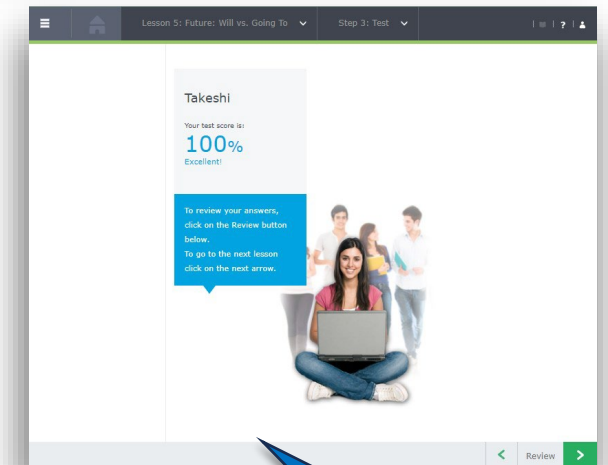 Lesson 5: Future: Will vs. Going To
Step 3: Test
?
Takeshi
Your test score is:
100%
Excellent!
To review your answers,
click on the Review button
below.
To go to the next lesson
click on the next arrow.
Review